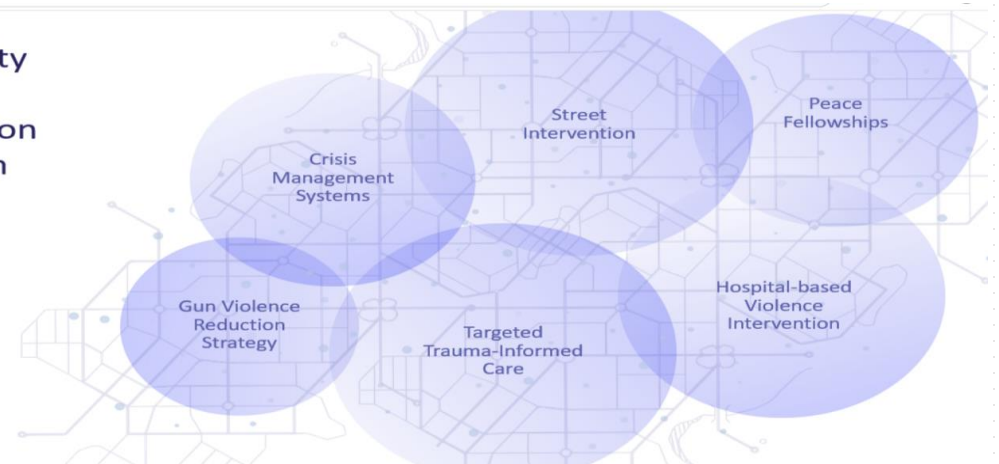 ty
on
Crisis
Management
Systems
Street
Intervention
Peace
Fellowships
Gun Violence
Reduction
Strategy
Targeted
Trauma-Informed
Care
Hospital-based
Violence
Intervention